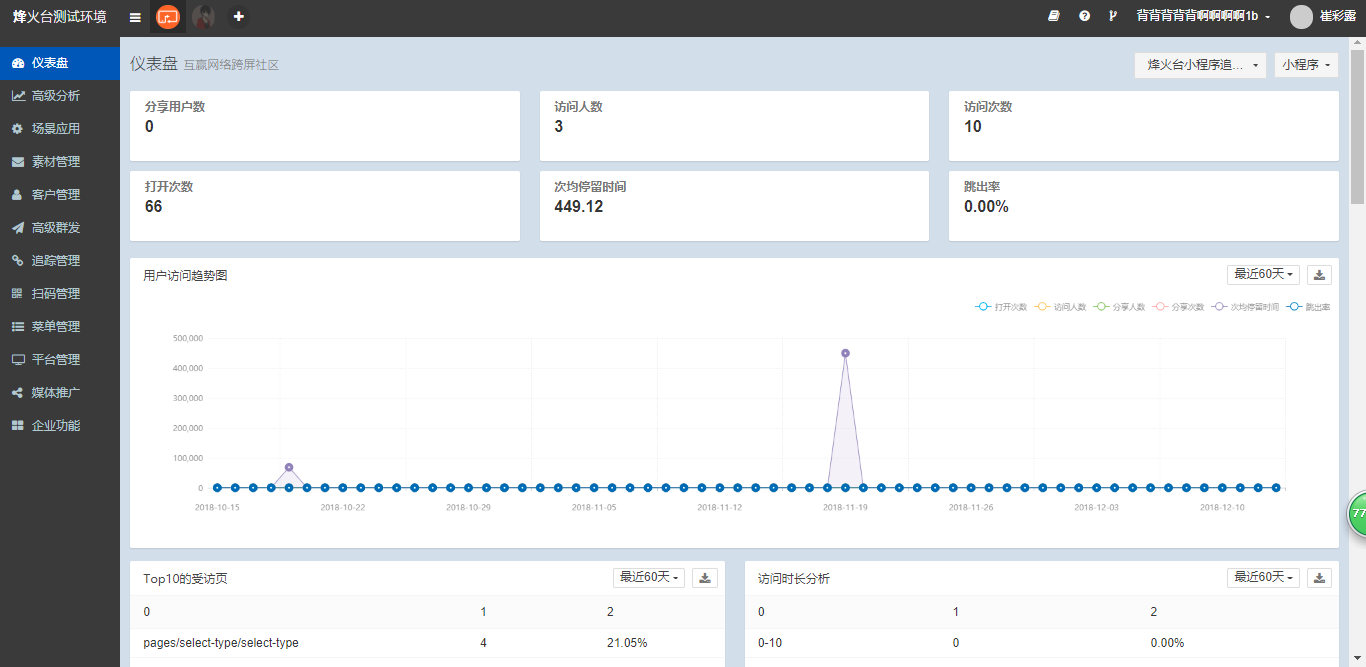 烽火台测试环境
背背背背背啊啊啊啊1b
崔彩露
仪表盘
高级分析
场景应用
素材管理
客户管理
高级群发
追踪管理
扫码管理
菜单管理
平台管理
媒体推广
企业功能
仪表盘 互赢网络跨屏社区
烽火台小程序追...
小程序
分享用户数
0
访问人数
3
访问次数
10
打开次数
66
次均停留时间
449.12
跳出率
0.00%
用户访问趋势图
最近60天
打开次数 访问人数 分享人数 分享次数 次均停留时间 跳出率
500,000
400,000
300,000
200,000
100,000
0
2018-10-15 2018-10-22 2018-10-29 2018-11-05 2018-11-12 2018-11-19 2018-11-26 2018-12-03 2018-12-10
77
Top10的受访页
最近60天
0 1 2
pages/select-type/select-type 4 21.05%
访问时长分析
最近60天
0 1 2
0-10 0 0.00%